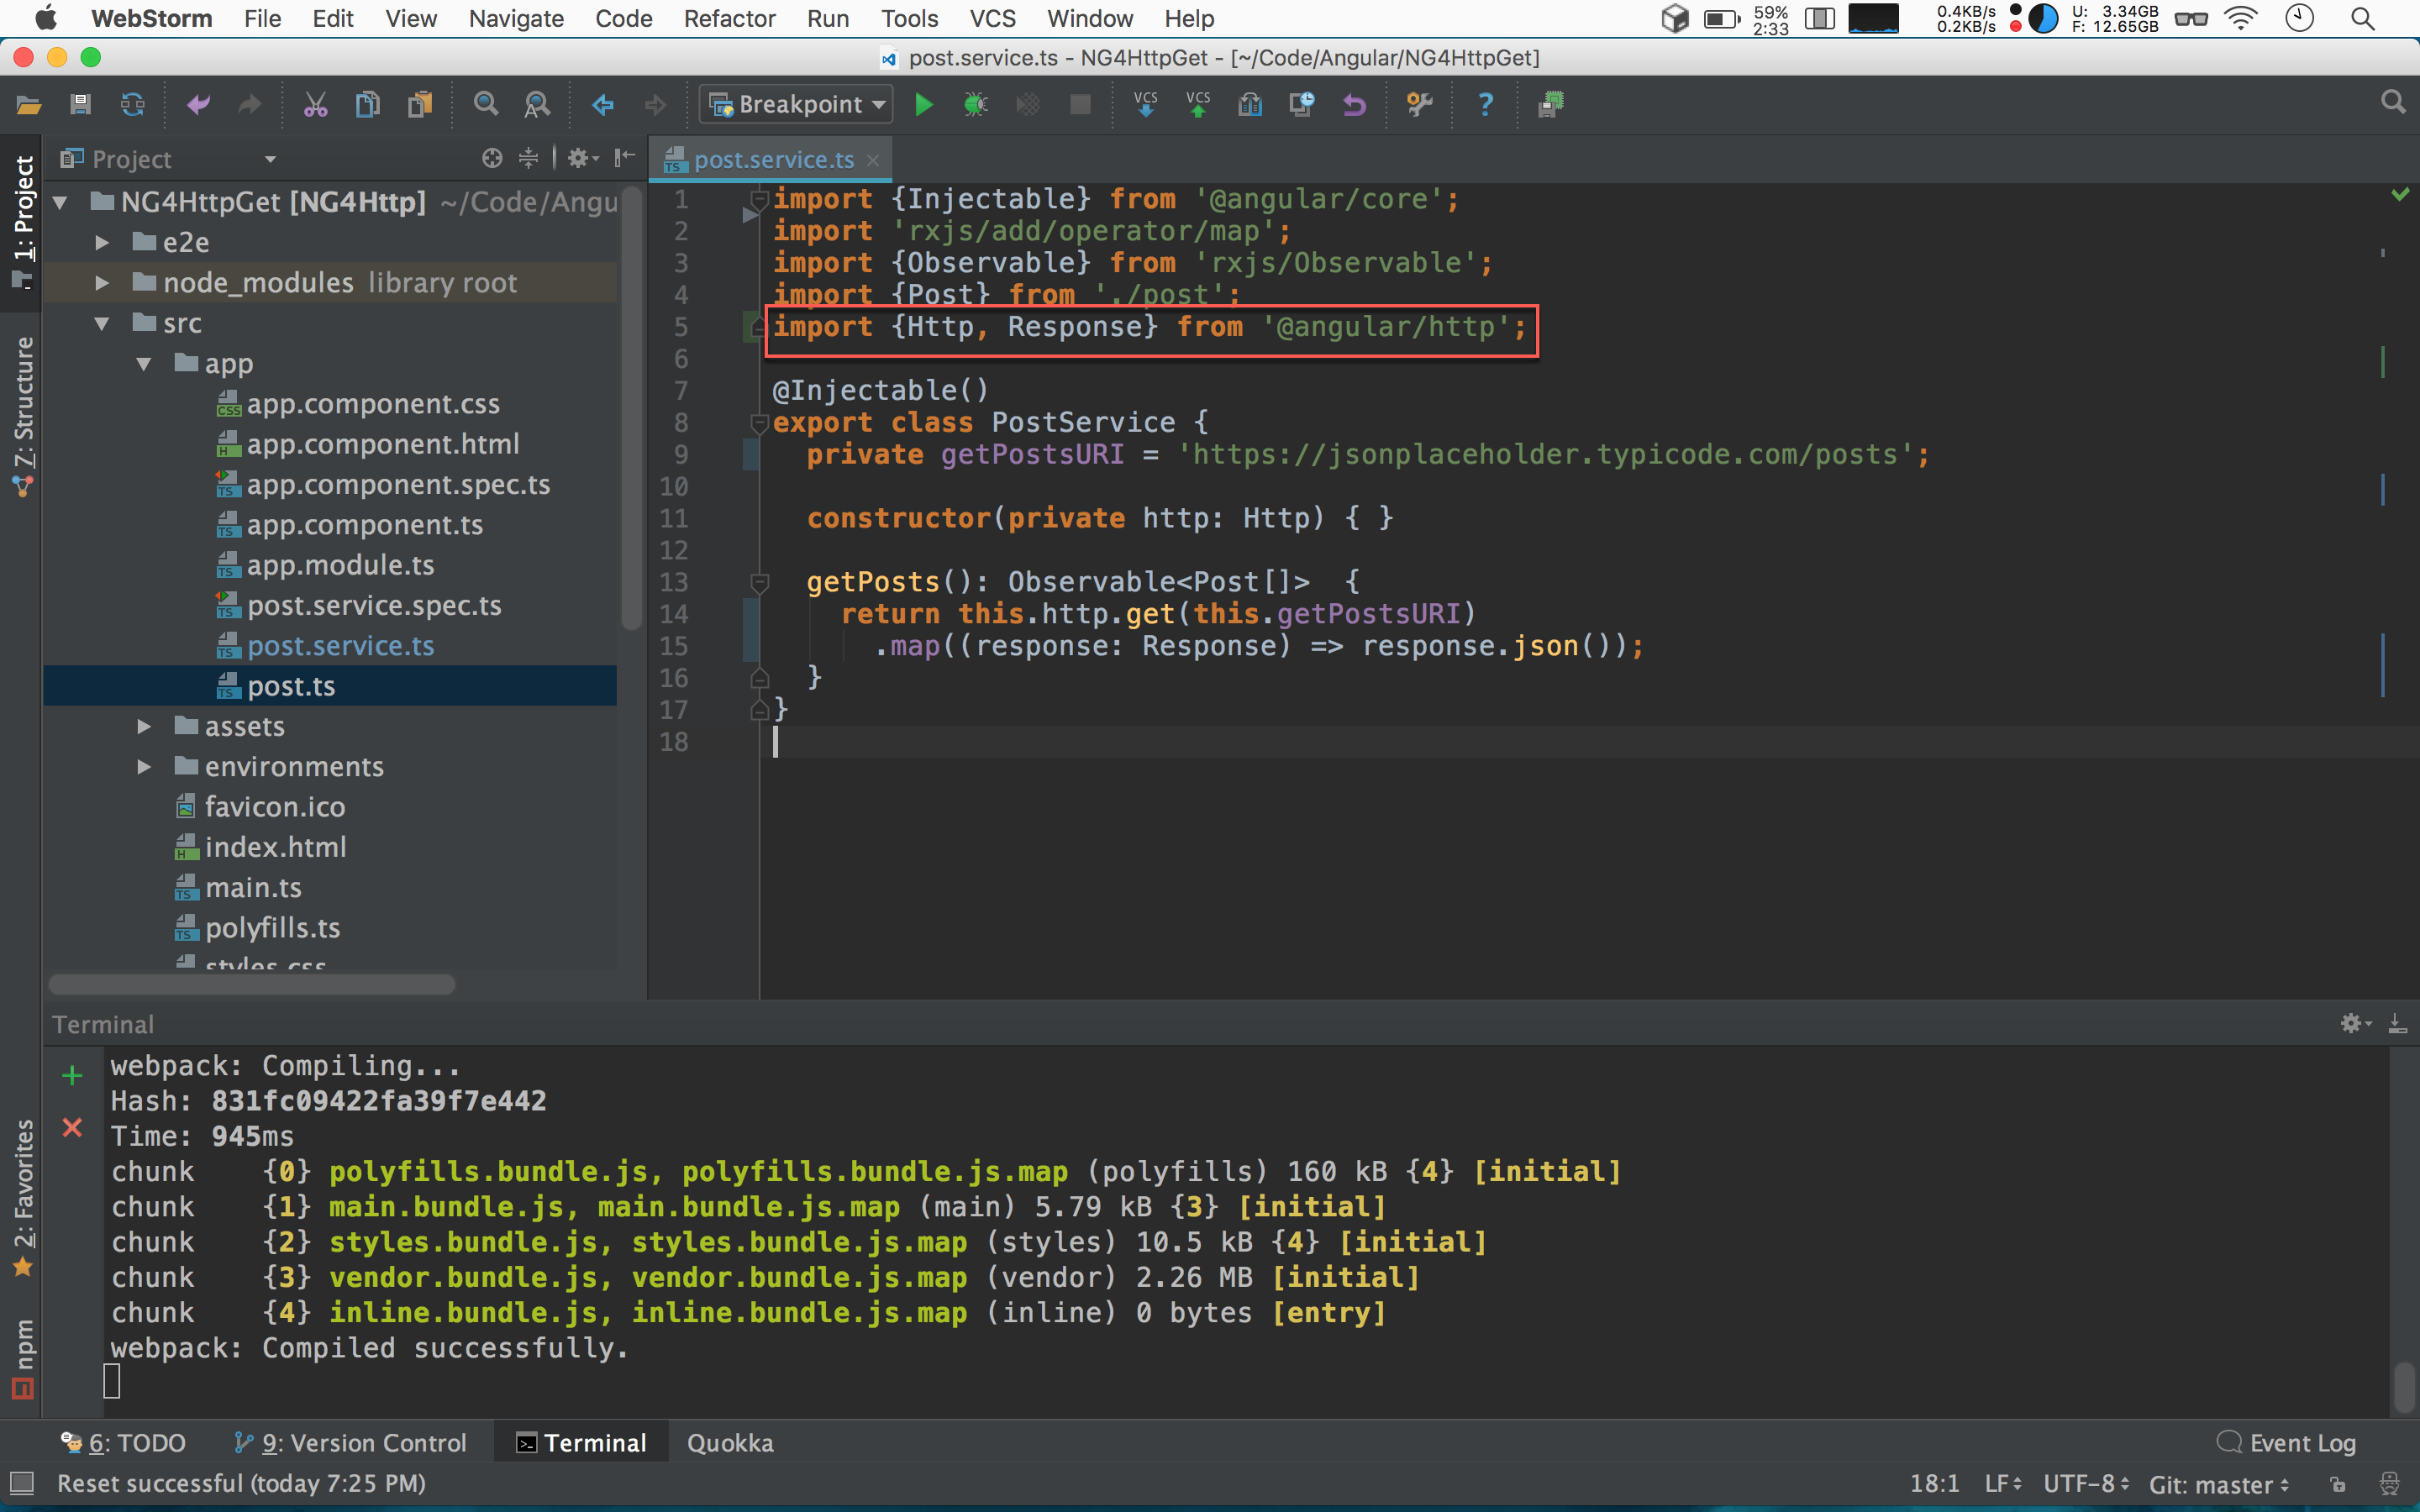 WebStorm File Edit View Navigate Code Refactor Run Tools VCS Window Help
59%
2:33
0.4KB/s
0.2KB/s
U: 3.34GB
F: 12.65GB
post.service.ts - NG4HttpGet - [~/Code/Angular/NG4HttpGet]
Breakpoint
VCS
VCS
?
1: Project
7: Structure
2: Favorites
npm
Project
NG4HttpGet [NG4Http] ~/Code/Angu
e2e
node_modules library root
src
app
app.component.css
app.component.html
app.component.spec.ts
app.component.ts
app.module.ts
post.service.spec.ts
post.service.ts
post.ts
assets
environments
favicon.ico
index.html
main.ts
polyfills.ts
styles.css
post.service.ts
1 import {Injectable} from '@angular/core';
2 import 'rxjs/add/operator/map';
3 import {Observable} from 'rxjs/Observable';
4 import {Post} from './post';
5 import {Http, Response} from '@angular/http';
6
7 @Injectable()
8 export class PostService {
9 private getPostsURI = 'https://jsonplaceholder.typicode.com/posts';
10
11 constructor(private http: Http) { }
12
13 getPosts(): Observable<Post[]> {
14 return this.http.get(this.getPostsURI)
15 .map((response: Response) => response.json());
16 }
17 }
18
Terminal
webpack: Compiling...
Hash: 831fc09422fa39f7e442
Time: 945ms
chunk {0} polyfills.bundle.js, polyfills.bundle.js.map (polyfills) 160 kB {4} [initial]
chunk {1} main.bundle.js, main.bundle.js.map (main) 5.79 kB {3} [initial]
chunk {2} styles.bundle.js, styles.bundle.js.map (styles) 10.5 kB {4} [initial]
chunk {3} vendor.bundle.js, vendor.bundle.js.map (vendor) 2.26 MB [initial]
chunk {4} inline.bundle.js, inline.bundle.js.map (inline) 0 bytes [entry]
webpack: Compiled successfully.
6: TODO 9: Version Control Terminal Quokka Event Log
Reset successful (today 7:25 PM) 18:1 LF UTF-8 Git: master